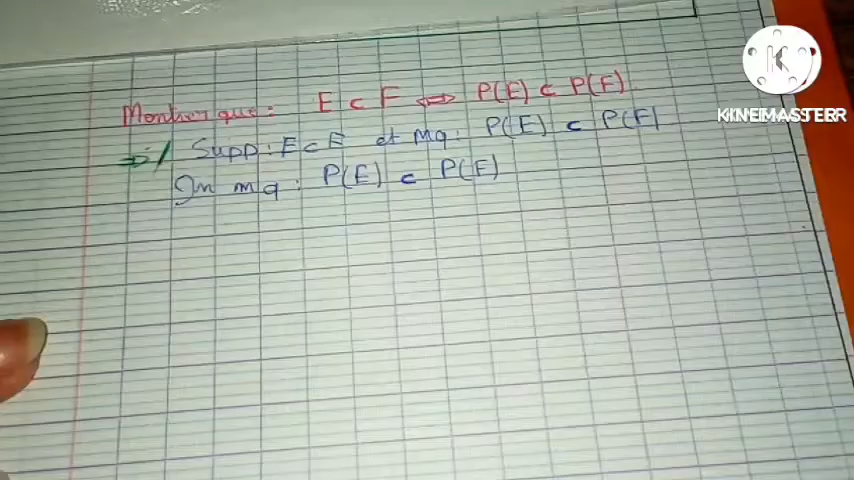 Montrer que : E ⊂ F ⟺ P(E) ⊂ P(F)
⇒:/ Supp : E ⊂ F et Mq : P(E) ⊂ P(F)
On mq : P(E) ⊂ P(F)
KINEMASTER